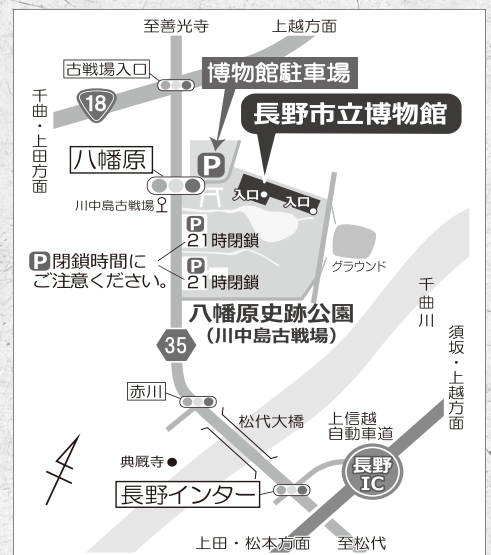 至善光寺
上越方面
古戦場入口
博物館駐車場
18
千曲・上田方面
長野市立博物館
八幡原
P
入口
入口
川中島古戦場
P
21時閉鎖
P閉鎖時間に
ご注意ください。
P
21時閉鎖
グラウンド
八幡原史跡公園
(川中島古戦場)
千曲川
須坂・上越方面
35
赤川
松代大橋
上信越
自動車道
典厩寺
長野
IC
長野インター
上田・松本方面
至松代